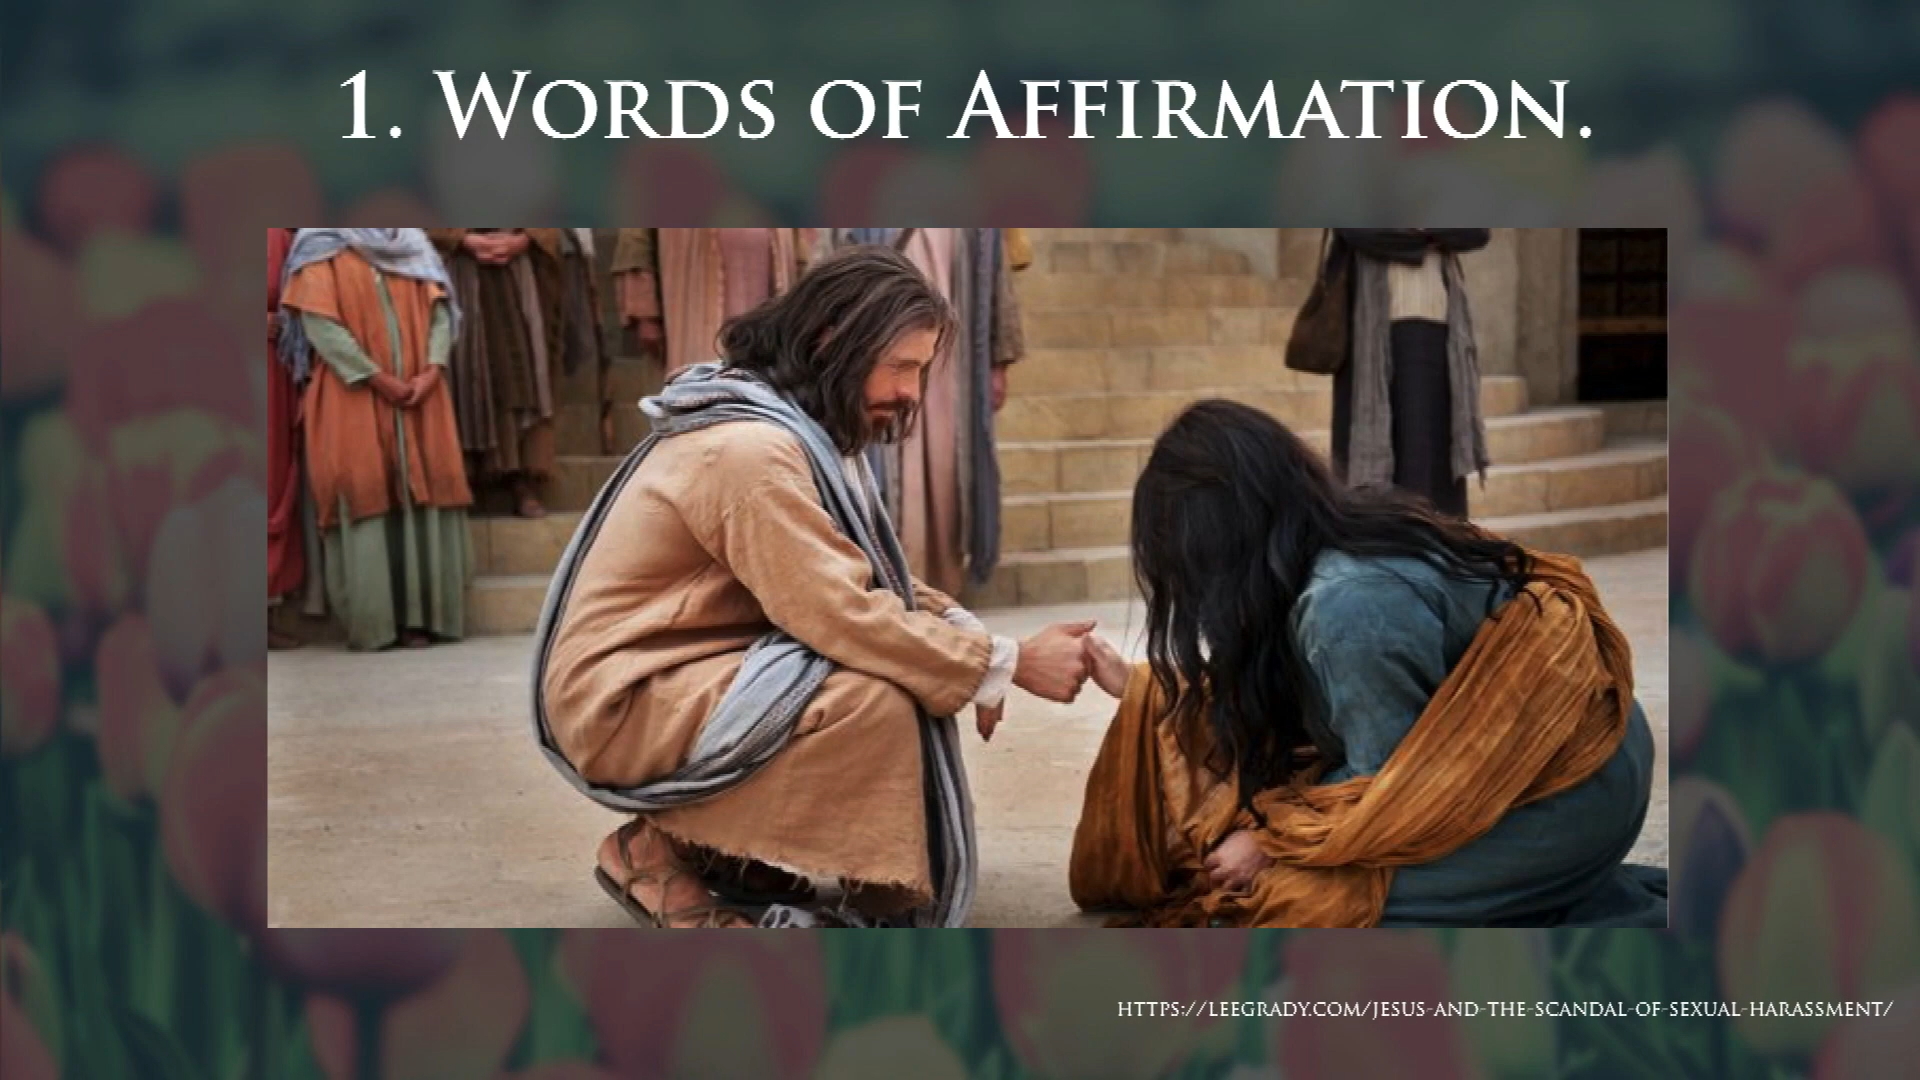 1. Words of Affirmation.
https://leegrady.com/jesus-and-the-scandal-of-sexual-harassment/